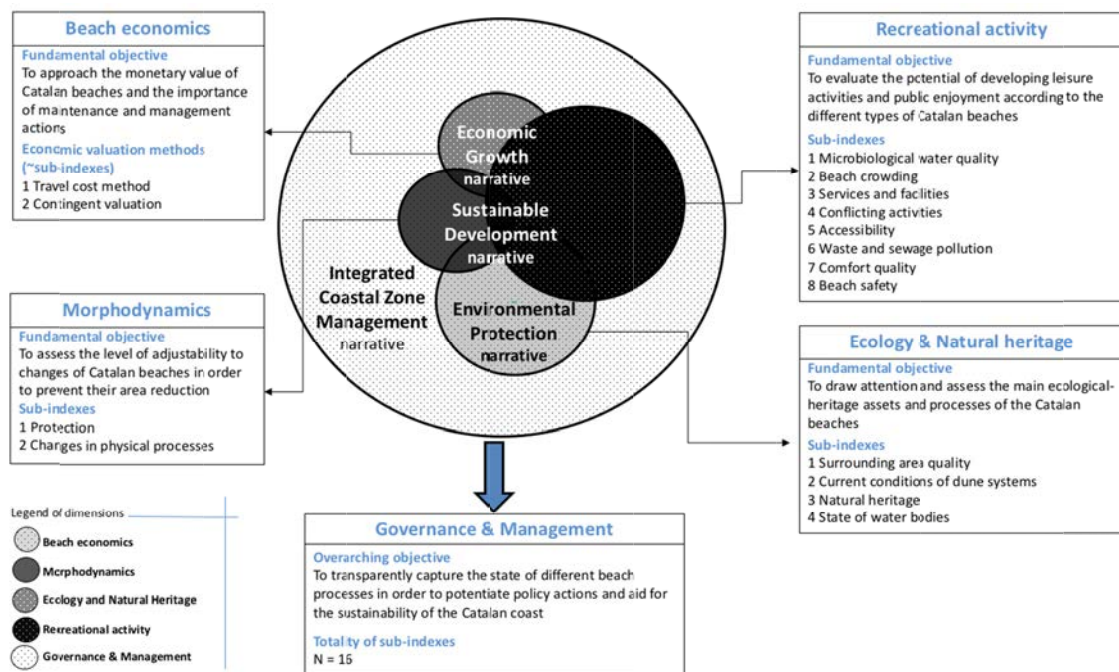 Beach economics
Fundamental objective
To approach the monetary value of
Catalan beaches and the importance
of maintenance and management
actions
Economic valuation methods
(~sub-indexes)
1 Travel cost method
2 Contingent valuation
Morphodynamics
Fundamental objective
To assess the level of adjustability to
changes of Catalan beaches in order
to prevent their area reduction
Sub-indexes
1 Protection
2 Changes in physical processes
Legend of dimensions
Beach economics
Morphodynamics
Ecology and Natural Heritage
Recreational activity
Governance & Management
Economic
Growth
narrative
Sustainable
Development
narrative
Integrated
Coastal Zone
Management
narrative
Environmental
Protection
narrative
Governance & Management
Overarching objective
To transparently capture the state of different beach
processes in order to potentiate policy actions and aid for
the sustainability of the Catalan coast
Totality of sub-indexes
N = 16
Recreational activity
Fundamental objective
To evaluate the potential of developing leisure
activities and public enjoyment according to the
different types of Catalan beaches
Sub-indexes
1 Microbiological water quality
2 Beach crowding
3 Services and facilities
4 Conflicting activities
5 Accessibility
6 Waste and sewage pollution
7 Comfort quality
8 Beach safety
Ecology & Natural heritage
Fundamental objective
To draw attention and assess the main ecological-
heritage assets and processes of the Catalan
beaches
Sub-indexes
1 Surrounding area quality
2 Current conditions of dune systems
3 Natural heritage
4 State of water bodies